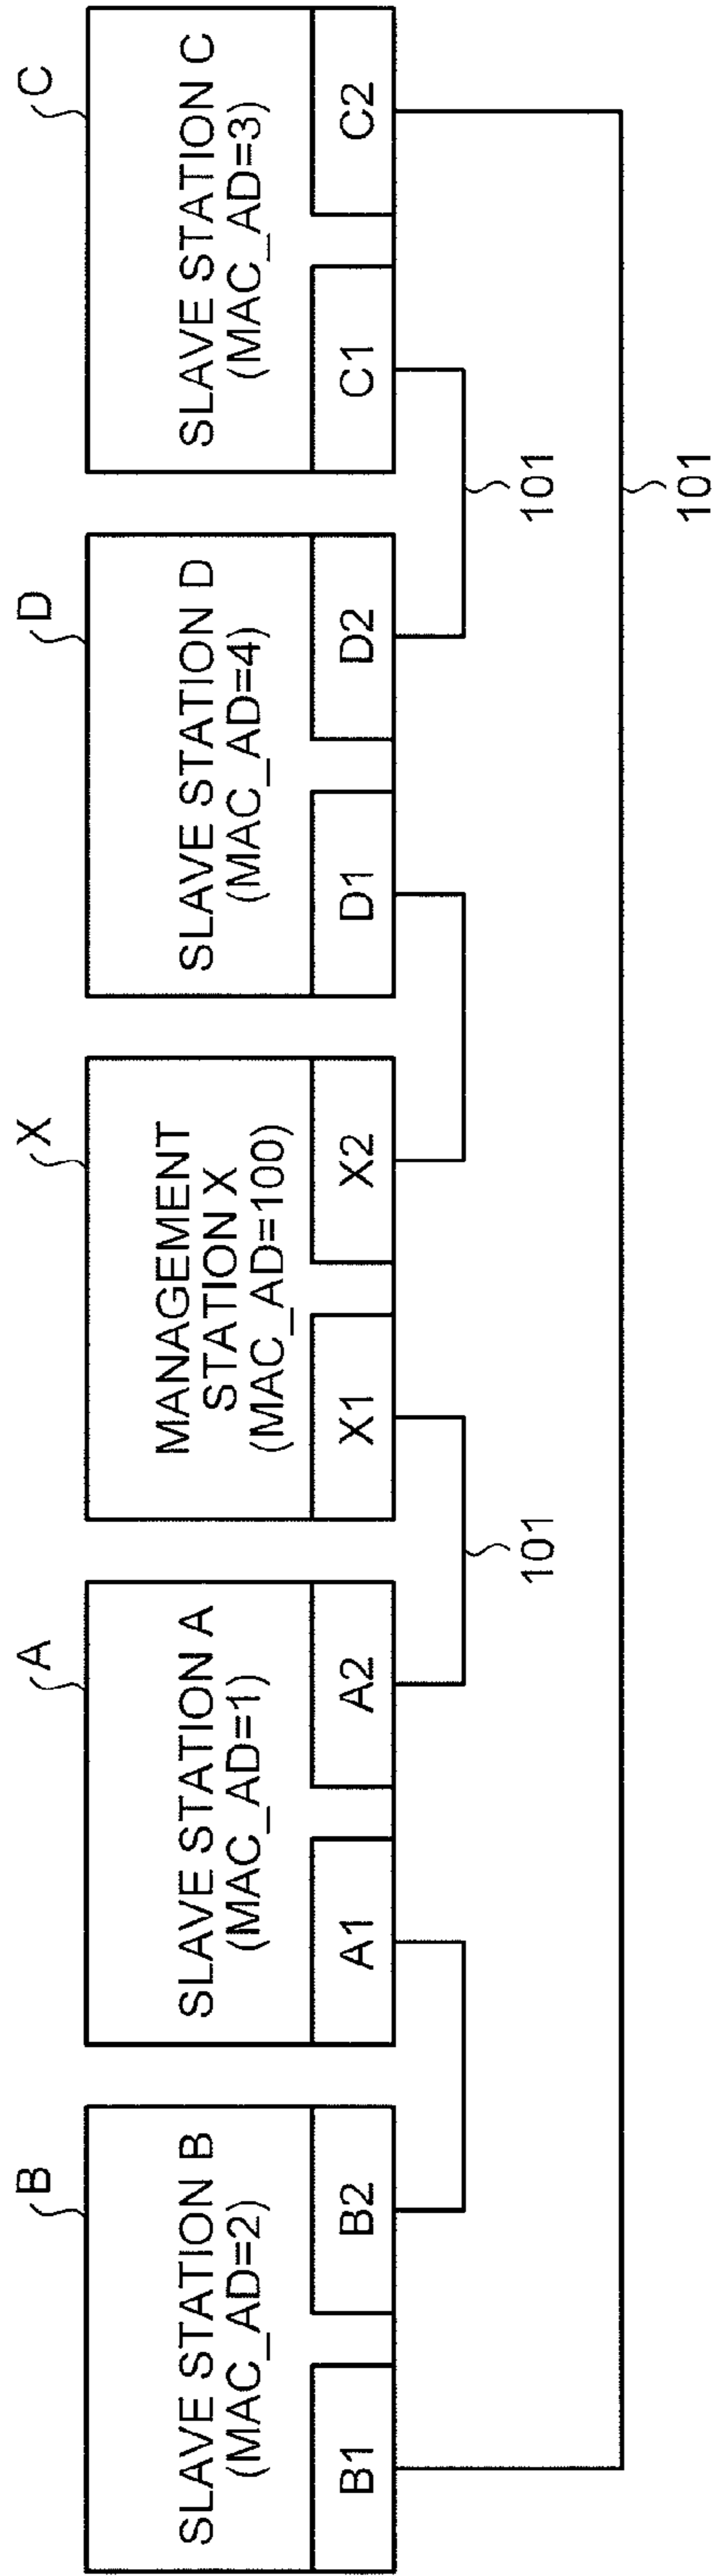 B
A
X
D
C
SLAVE STATION B
(MAC_AD=2)
B1
B2
SLAVE STATION A
(MAC_AD=1)
A1
A2
MANAGEMENT
STATION X
(MAC_AD=100)
X1
X2
SLAVE STATION D
(MAC_AD=4)
D1
D2
SLAVE STATION C
(MAC_AD=3)
C1
C2
101
101
101